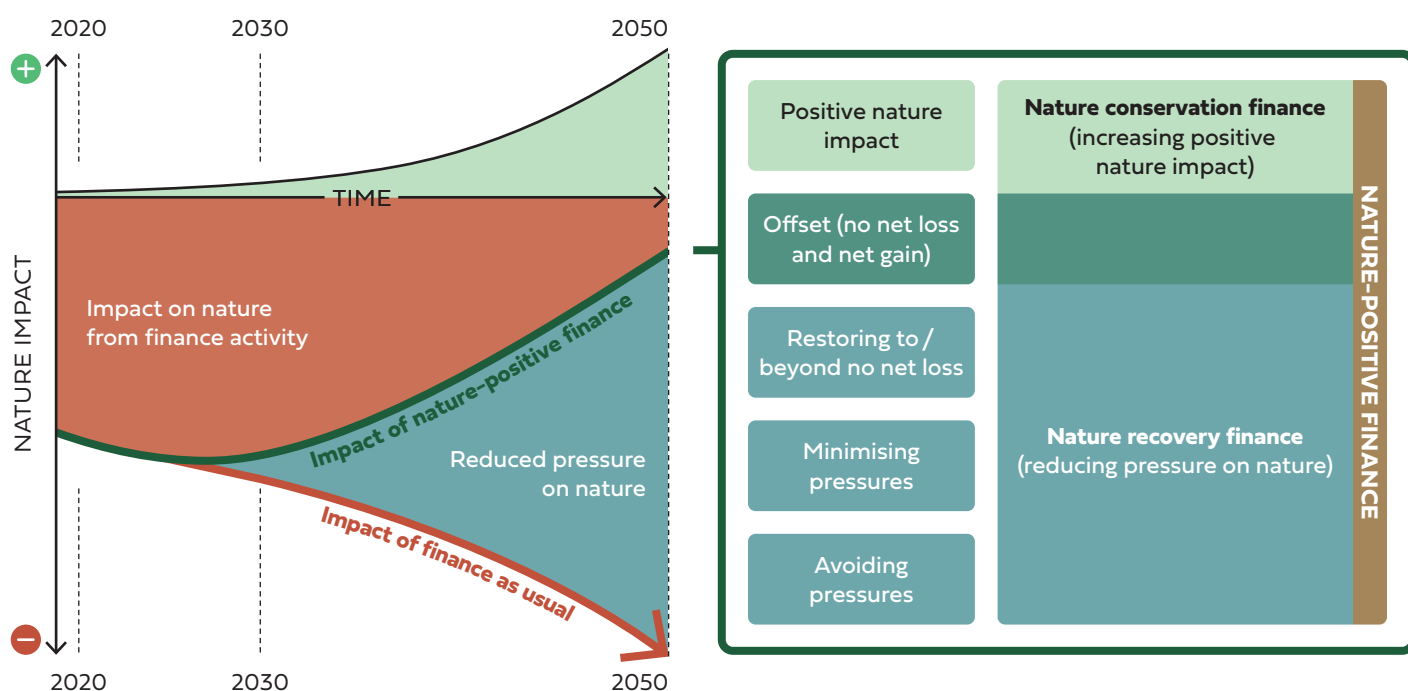 2020
2030
2050
+
NATURE IMPACT
TIME
Impact on nature
from finance activity
Impact of nature-positive finance
Reduced pressure
on nature
Impact of finance as usual
−
2020
2030
2050
Positive nature
impact
Offset (no net loss
and net gain)
Restoring to /
beyond no net loss
Minimising
pressures
Avoiding
pressures
Nature conservation finance
(increasing positive
nature impact)
Nature recovery finance
(reducing pressure on nature)
NATURE-POSITIVE FINANCE